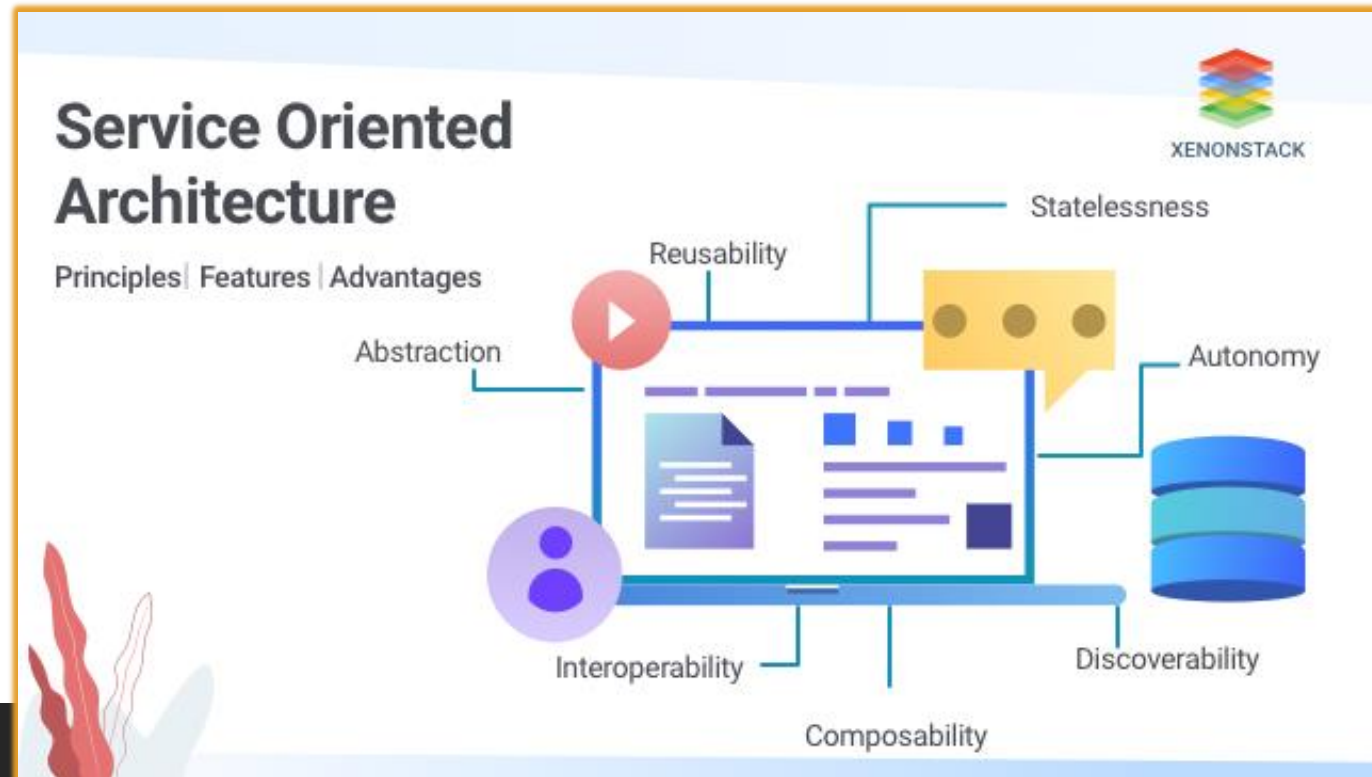 Service Oriented
Architecture
Principles| Features | Advantages
XENONSTACK
Statelessness
Reusability
Abstraction
Autonomy
Interoperability
Discoverability
Composability